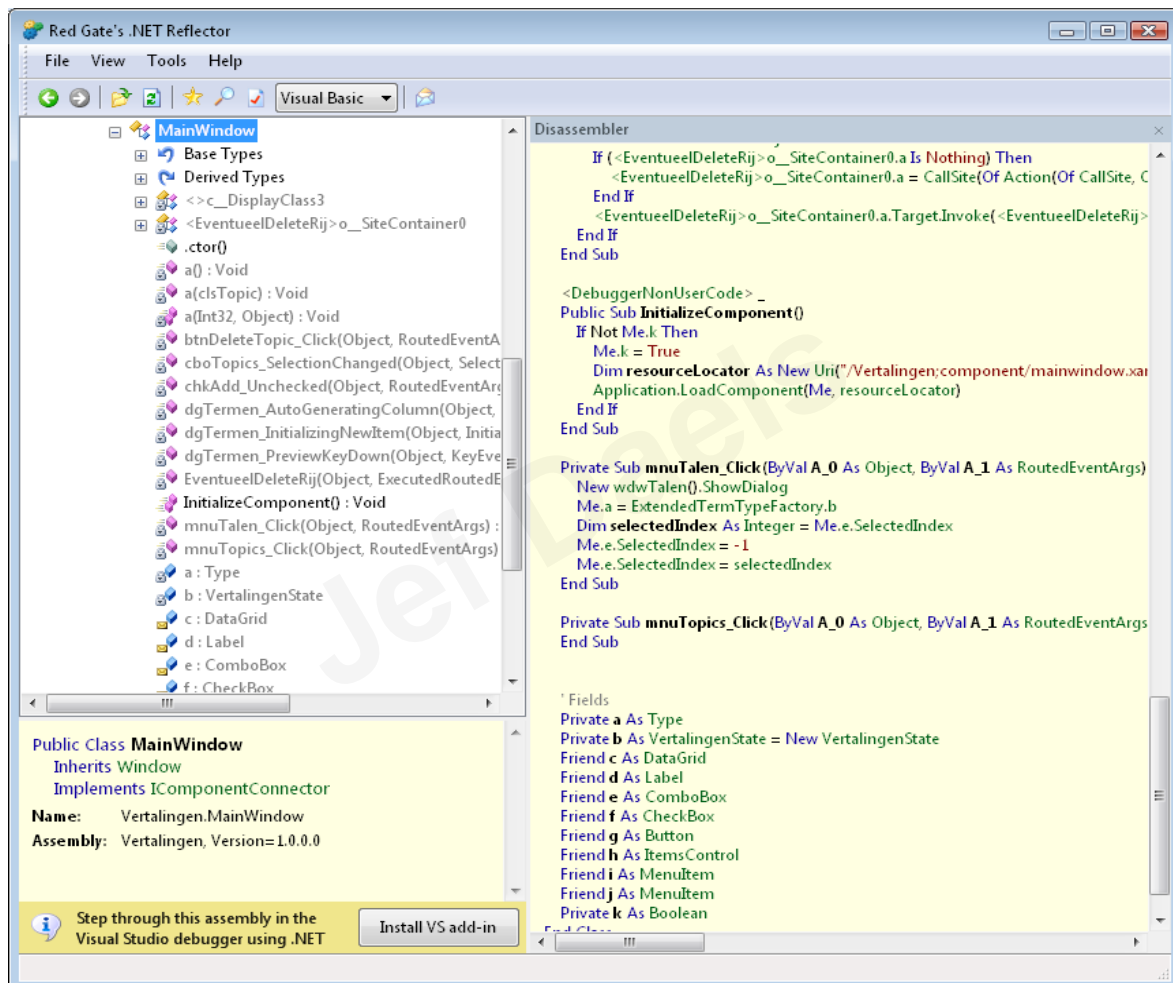 Red Gate's .NET Reflector
File View Tools Help
Visual Basic
MainWindow
Base Types
Derived Types
<>c__DisplayClass3
<EventueelDeleteRij>o__SiteContainer0
.ctor()
a() : Void
a(clsTopic) : Void
a(Int32, Object) : Void
btnDeleteTopic_Click(Object, RoutedEventA
cboTopics_SelectionChanged(Object, Select
chkAdd_Unchecked(Object, RoutedEventArg
dgTermen_AutoGeneratingColumn(Object,
dgTermen_InitializingNewItem(Object, Initia
dgTermen_PreviewKeyDown(Object, KeyEve
EventueelDeleteRij(Object, ExecutedRoutedE
InitializeComponent() : Void
mnuTalen_Click(Object, RoutedEventArgs) :
mnuTopics_Click(Object, RoutedEventArgs)
a : Type
b : VertalingenState
c : DataGrid
d : Label
e : ComboBox
f : CheckBox
Public Class MainWindow
Inherits Window
Implements IComponentConnector
Name: Vertalingen.MainWindow
Assembly: Vertalingen, Version=1.0.0.0
Step through this assembly in the
Visual Studio debugger using .NET
Install VS add-in
Disassembler
If (<EventueelDeleteRij>o__SiteContainer0.a Is Nothing) Then
<EventueelDeleteRij>o__SiteContainer0.a = CallSite(Of Action(Of CallSite, C
End If
<EventueelDeleteRij>o__SiteContainer0.a.Target.Invoke(<EventueelDeleteRij>
End If
End Sub
<DebuggerNonUserCode> _
Public Sub InitializeComponent()
If Not Me.k Then
Me.k = True
Dim resourceLocator As New Uri("/Vertalingen;component/mainwindow.xar
Application.LoadComponent(Me, resourceLocator)
End If
End Sub
Private Sub mnuTalen_Click(ByVal A_0 As Object, ByVal A_1 As RoutedEventArgs)
New wdwTalen().ShowDialog
Me.a = ExtendedTermTypeFactory.b
Dim selectedIndex As Integer = Me.e.SelectedIndex
Me.e.SelectedIndex = -1
Me.e.SelectedIndex = selectedIndex
End Sub
Private Sub mnuTopics_Click(ByVal A_0 As Object, ByVal A_1 As RoutedEventArgs
End Sub
' Fields
Private a As Type
Private b As VertalingenState = New VertalingenState
Friend c As DataGrid
Friend d As Label
Friend e As ComboBox
Friend f As CheckBox
Friend g As Button
Friend h As ItemsControl
Friend i As MenuItem
Friend j As MenuItem
Private k As Boolean
End Class
Jef Daels